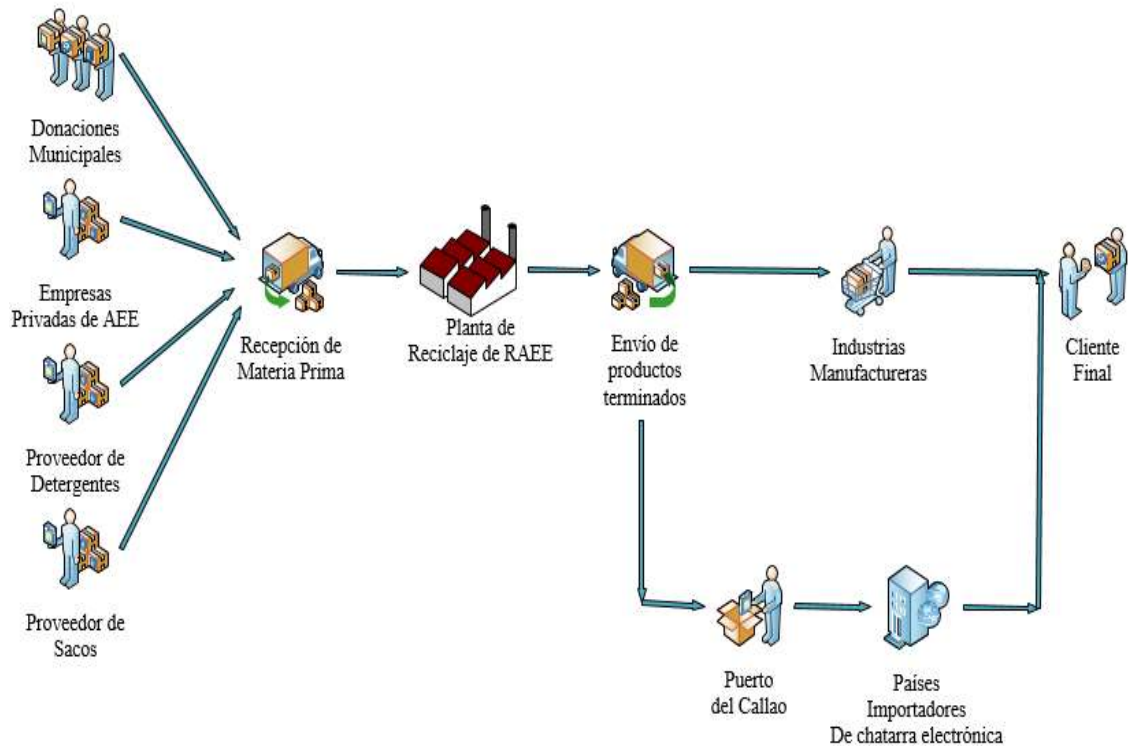 Donaciones
Municipales
Empresas
Privadas de AEE
Proveedor de
Detergentes
Proveedor de
Sacos
Recepción de
Materia Prima
Planta de
Reciclaje de RAEE
Envío de
productos
terminados
Industrias
Manufactureras
Cliente
Final
Puerto
del Callao
Países
Importadores
De chatarra electrónica